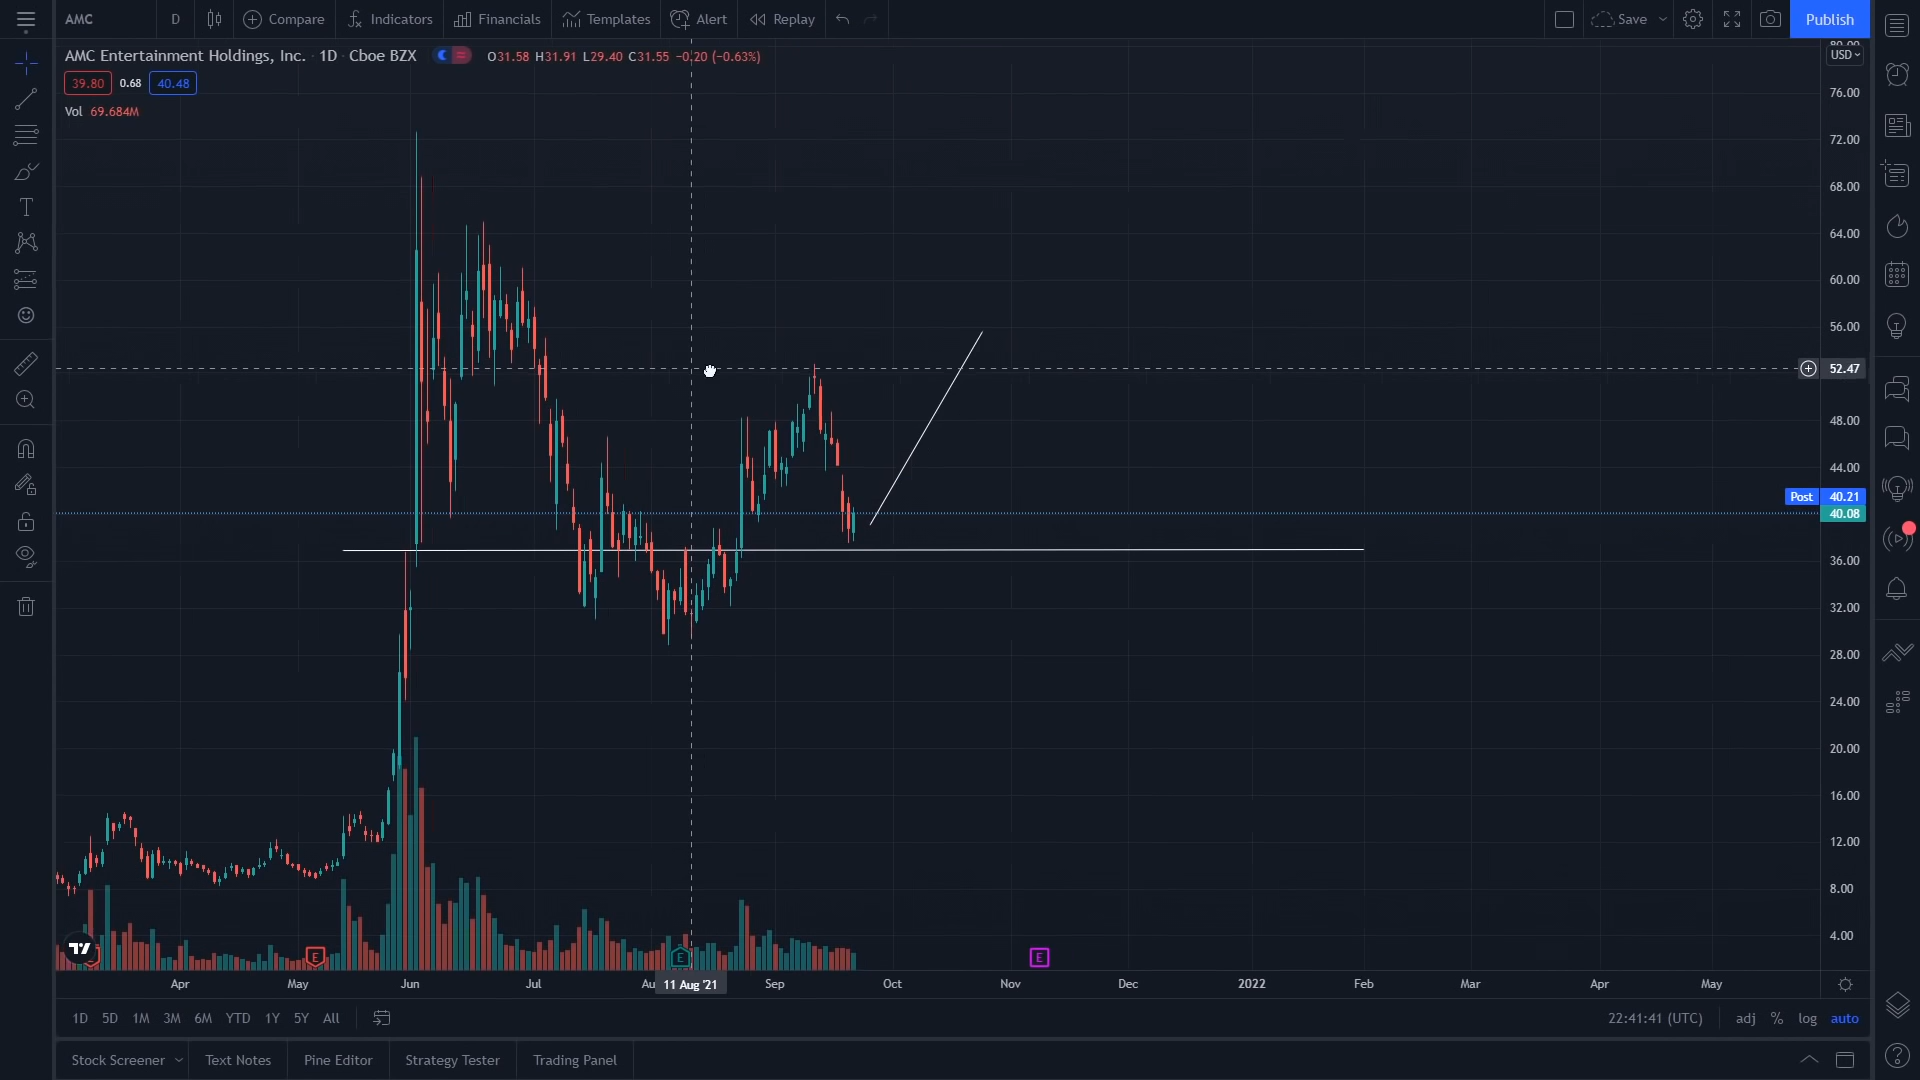 AMC D Compare Indicators Financials Templates Alert Replay Save Publish
AMC Entertainment Holdings, Inc. · 1D · Cboe BZX O31.58 H31.91 L29.40 C31.55 −0.20 (−0.63%)
39.80 0.68 40.48
Vol 69.684M
USD
76.00
72.00
68.00
64.00
60.00
56.00
52.47
48.00
44.00
Post 40.21
40.08
36.00
32.00
28.00
24.00
20.00
16.00
12.00
8.00
4.00
E E E
Apr May Jun Jul Au 11 Aug '21 Sep Oct Nov Dec 2022 Feb Mar Apr May
1D 5D 1M 3M 6M YTD 1Y 5Y All 22:41:41 (UTC) adj % log auto
Stock Screener Text Notes Pine Editor Strategy Tester Trading Panel